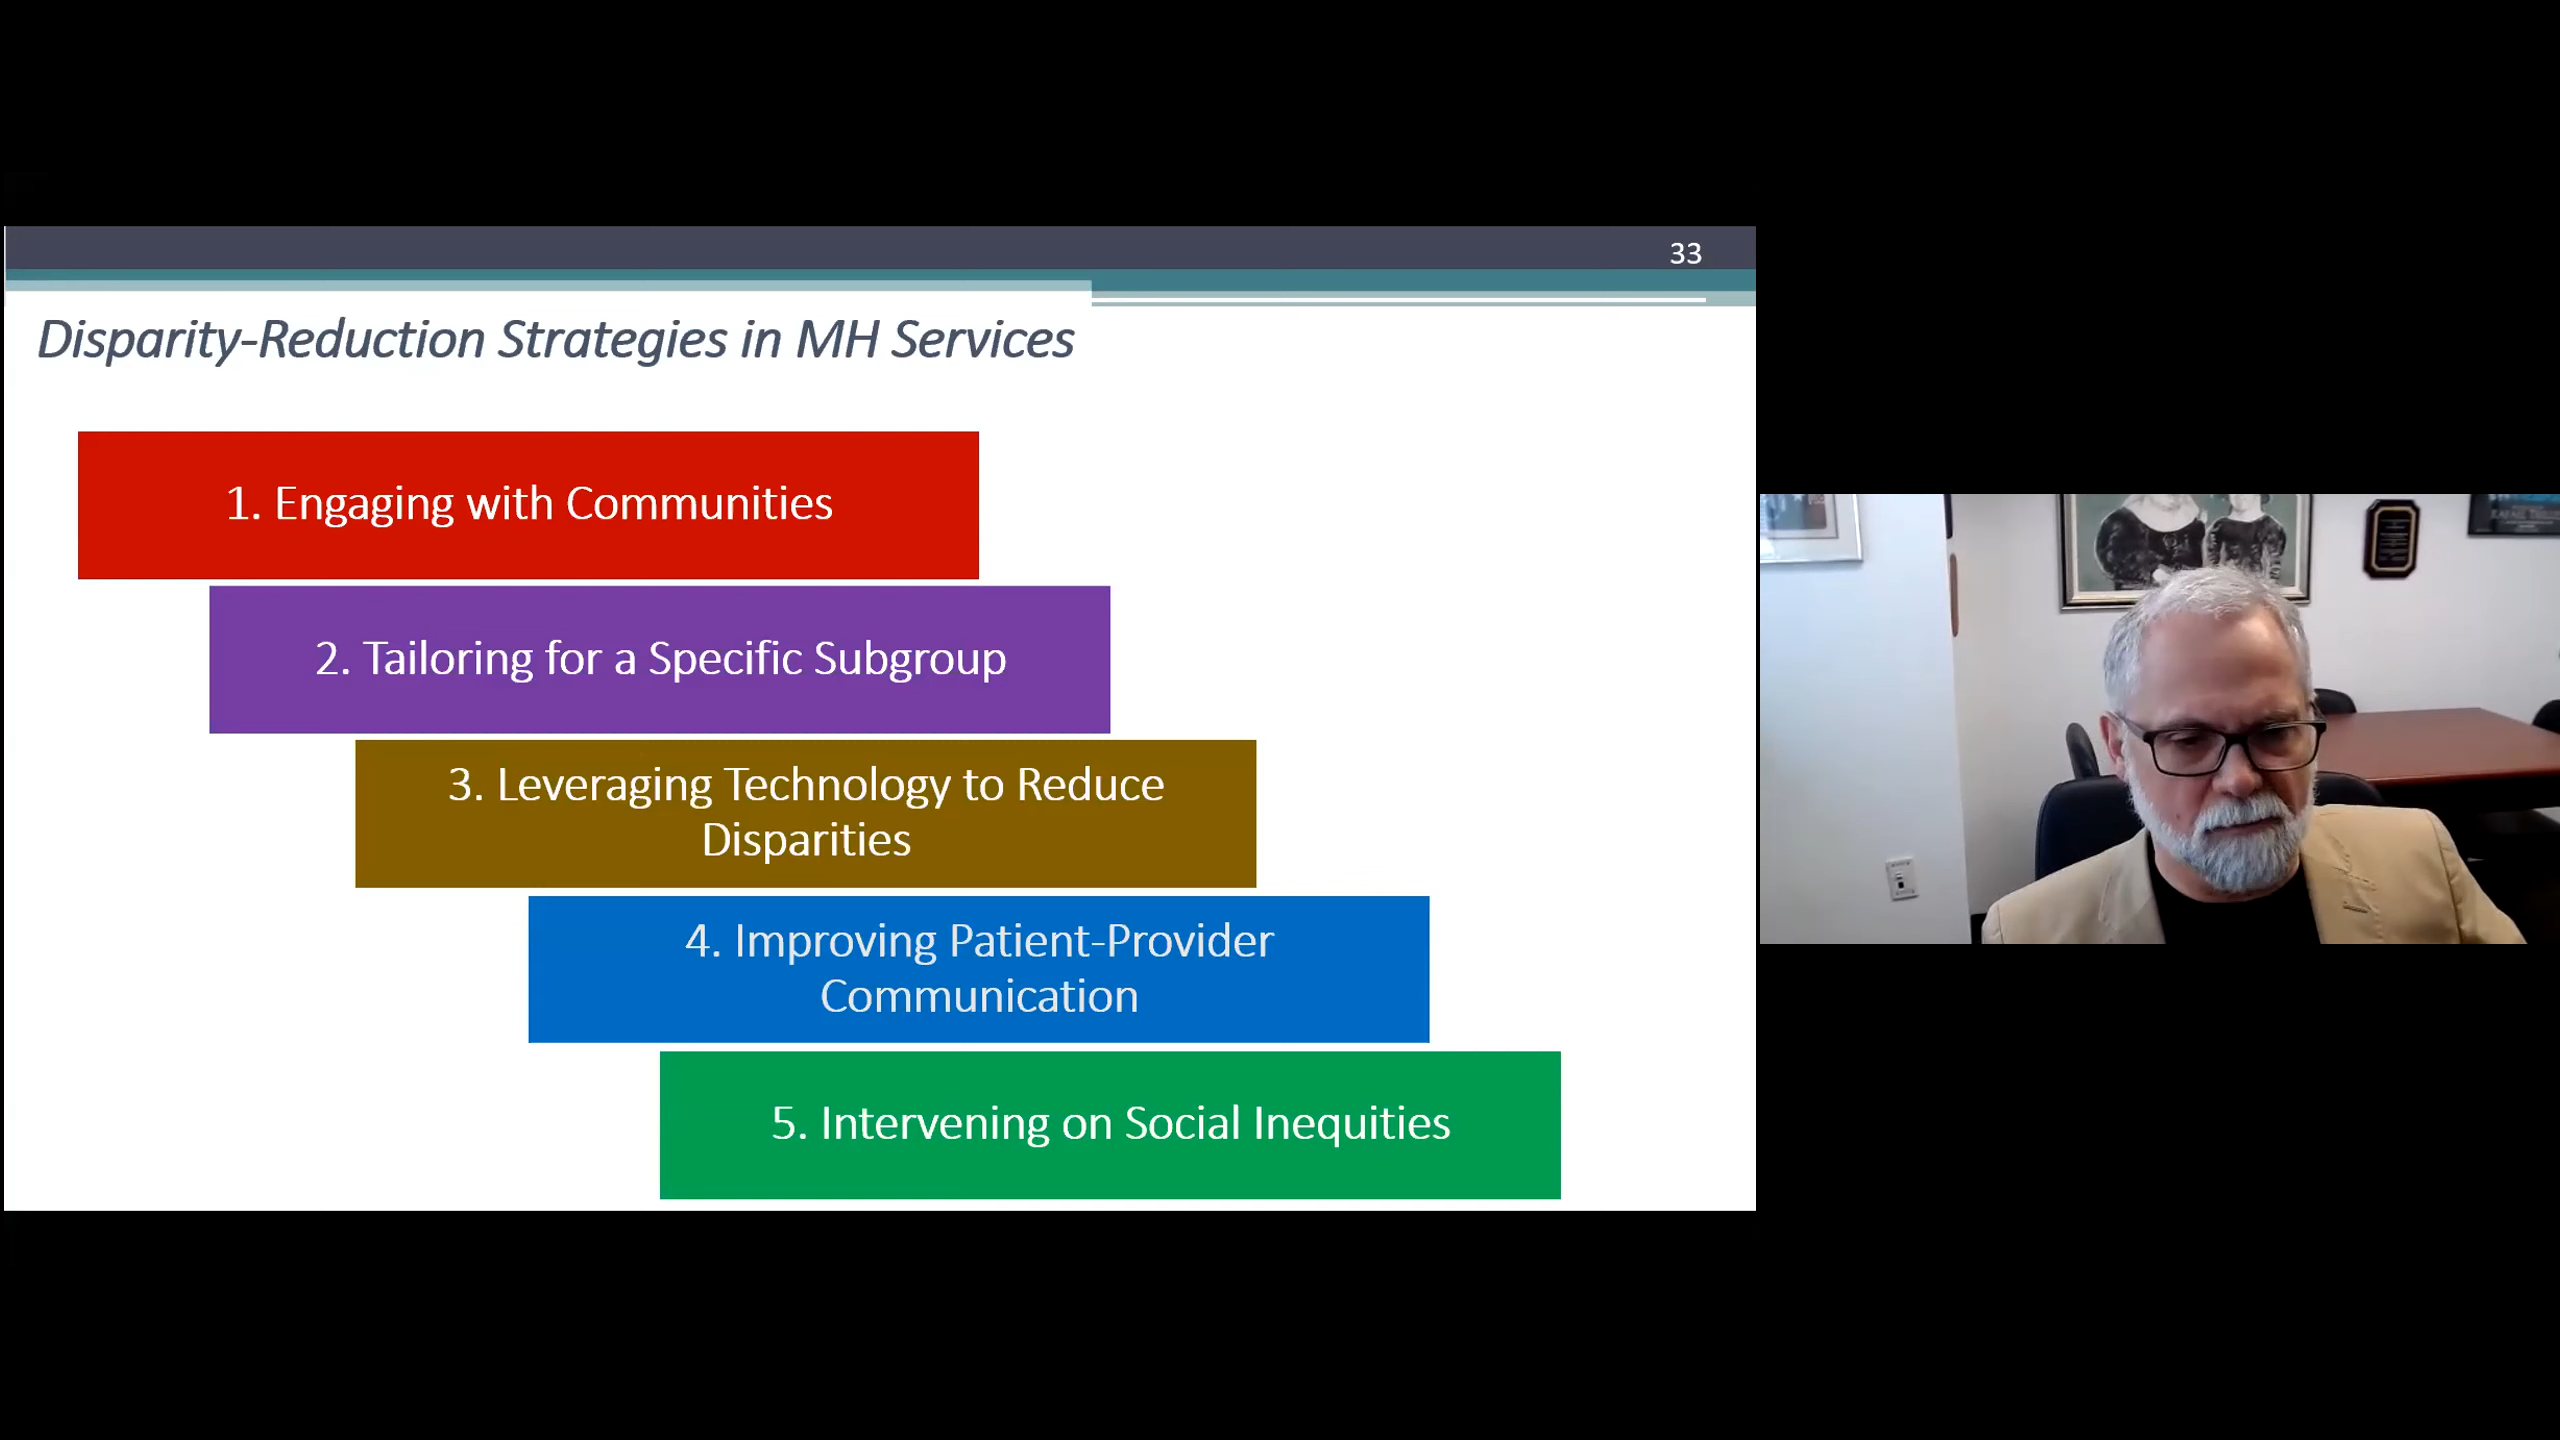 33
Disparity-Reduction Strategies in MH Services
1. Engaging with Communities
2. Tailoring for a Specific Subgroup
3. Leveraging Technology to Reduce
Disparities
4. Improving Patient-Provider
Communication
5. Intervening on Social Inequities